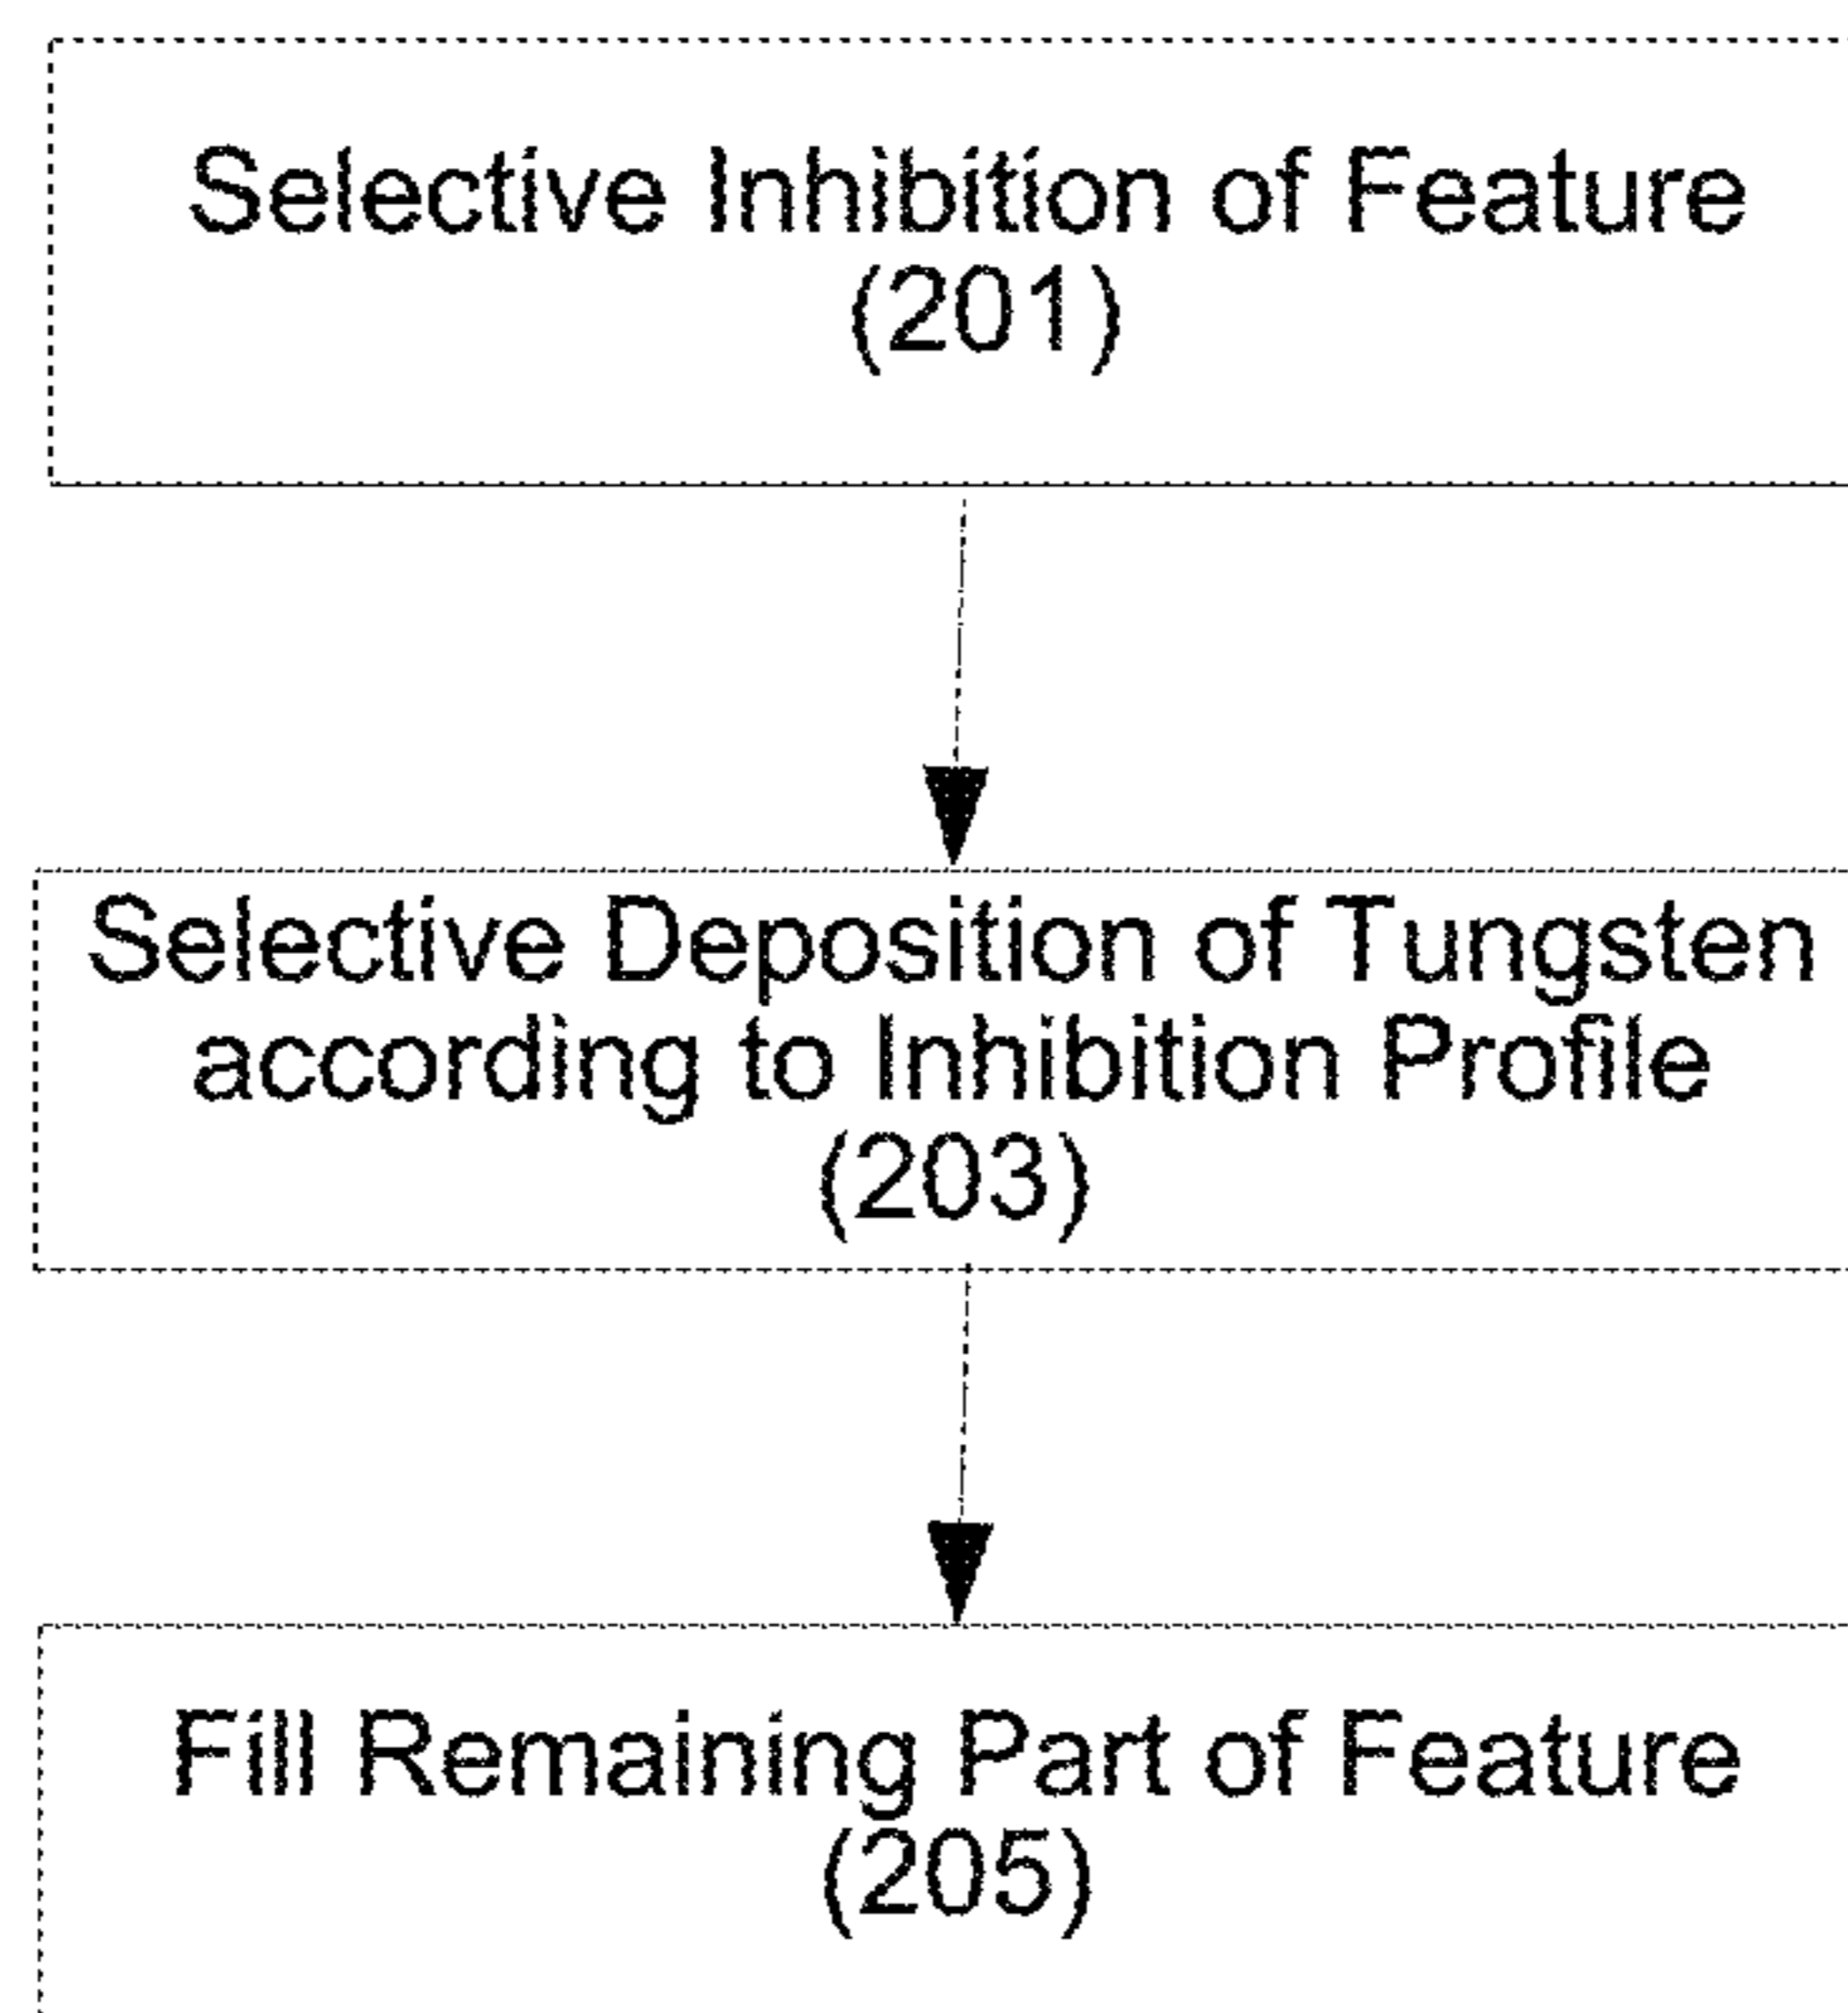 Selective Inhibition of Feature
(201)
Selective Deposition of Tungsten
according to Inhibition Profile
(203)
Fill Remaining Part of Feature
(205)